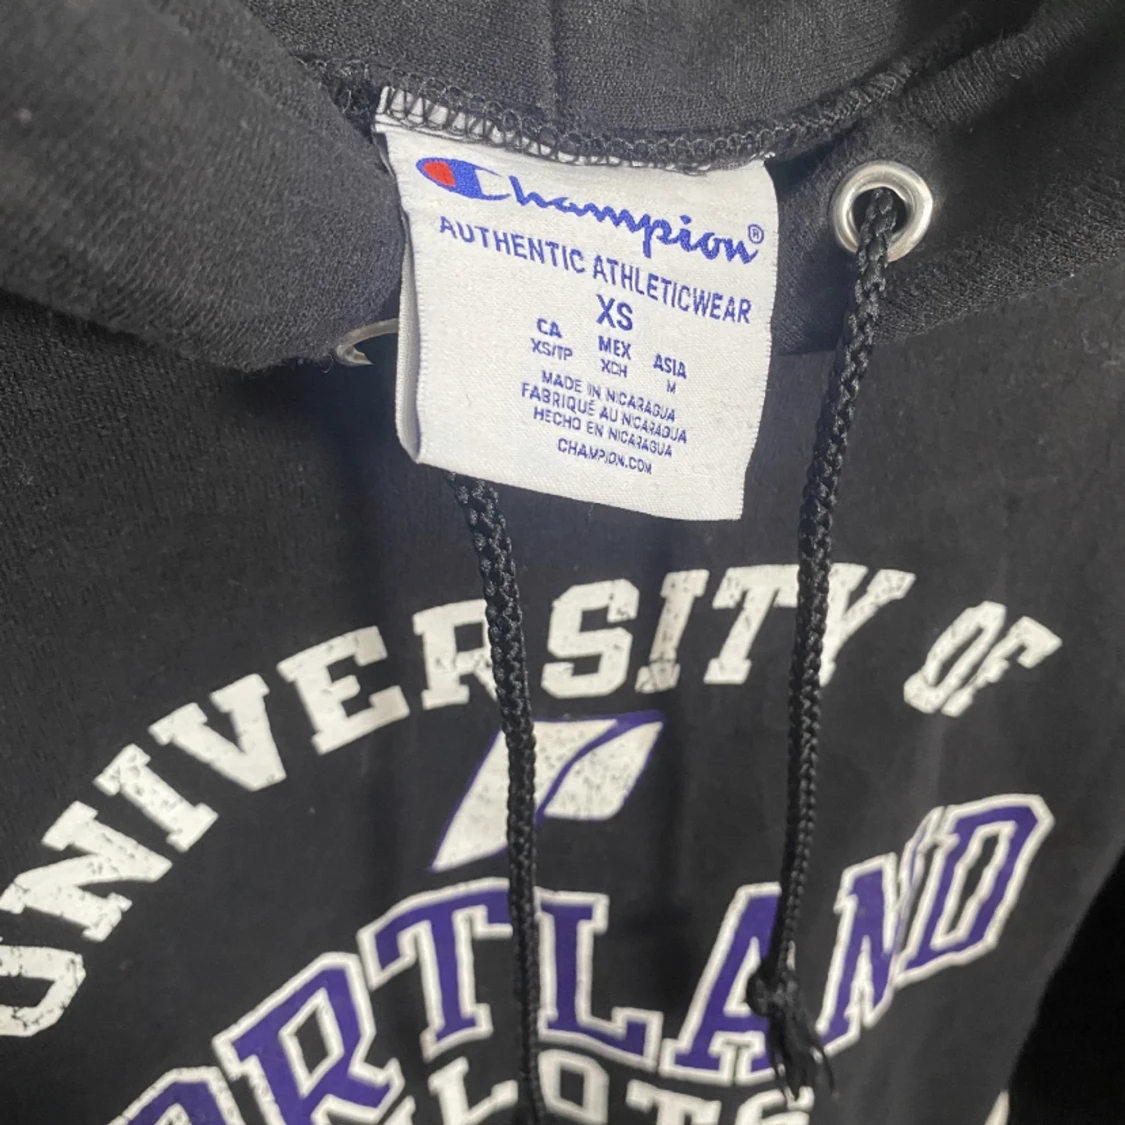 Champion®
AUTHENTIC ATHLETICWEAR
XS
CA MEX ASIA
XS/TP XCH M
MADE IN NICARAGUA
FABRIQUÉ AU NICARAGUA
HECHO EN NICARAGUA
CHAMPION.COM
UNIVERSITY OF
PORTLAND